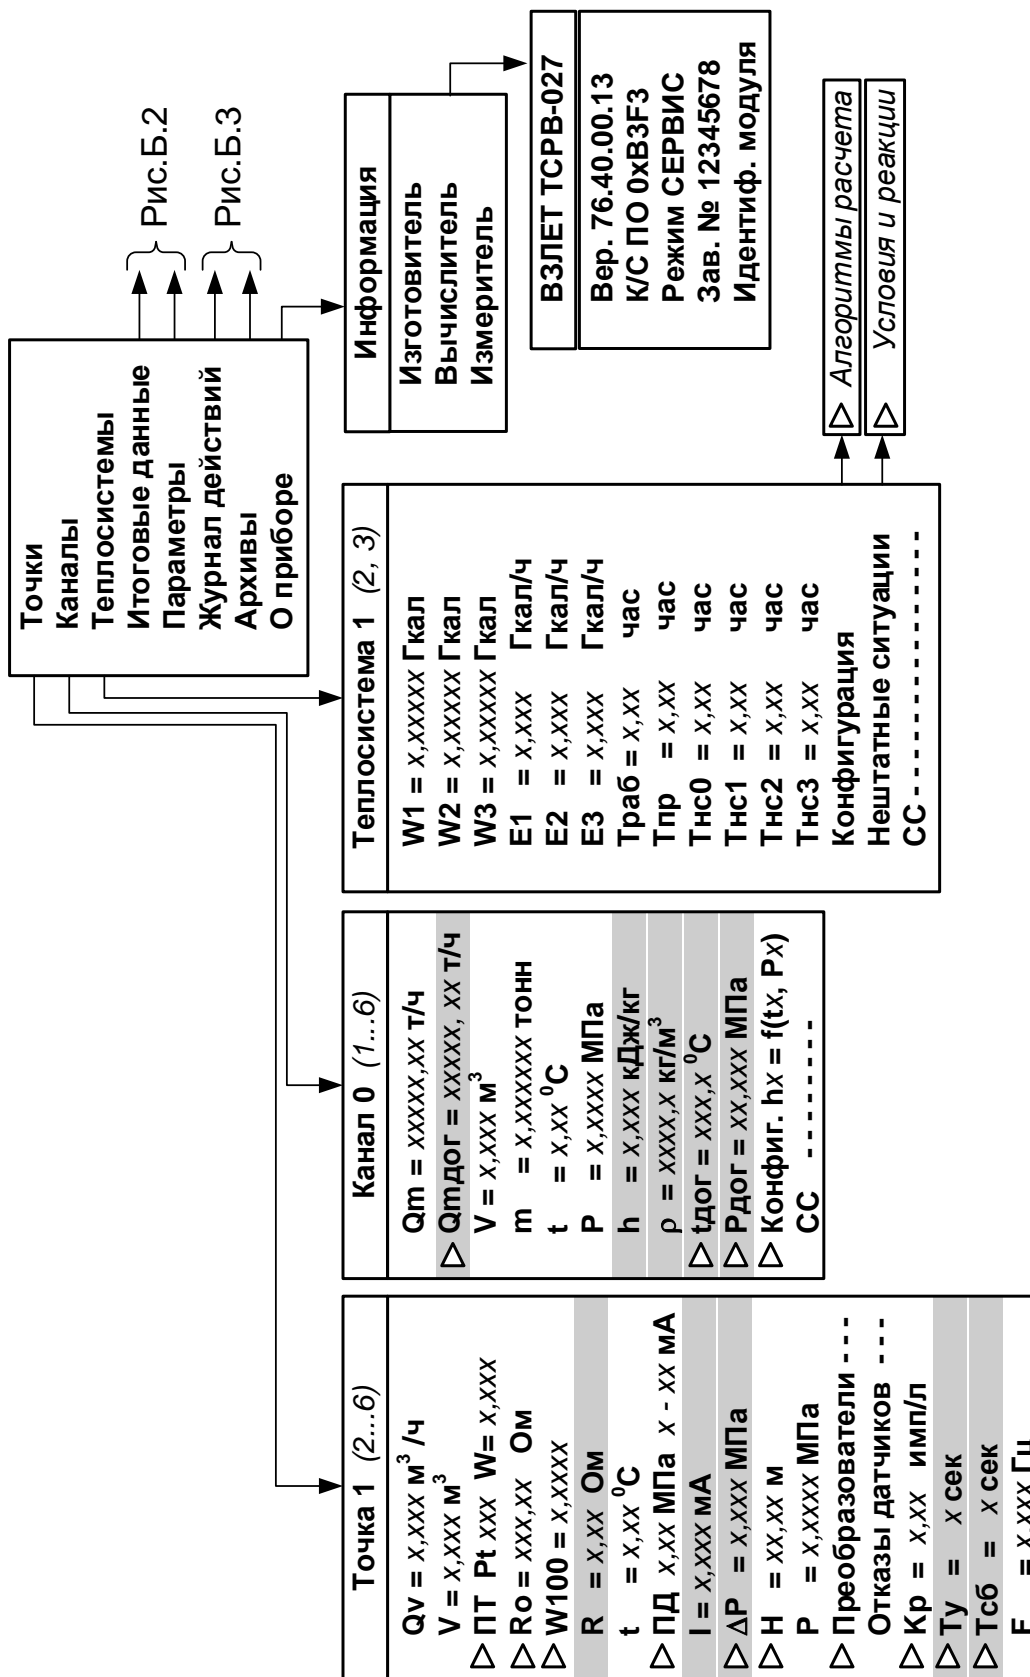 Точки
Каналы
Теплосистемы
Итоговые данные
Параметры
Журнал действий
Архивы
О приборе
Рис.Б.2
Рис.Б.3
Точка 1 (2...6)
Qv = x,xxx м³/ч
V = x,xxx м³
▷ ПТ Pt xxx W= x,xxx
▷ Ro = xxx,xx Ом
▷ W100 = x,xxxx
R = x,xx Ом
t = x,xx ⁰C
▷ ПД x,xx МПа x - xx мА
I = x,xxx мА
▷ ΔP = x,xxx МПа
▷ H = xx,xx м
P = x,xxxx МПа
▷ Преобразователи - - -
Отказы датчиков - - -
▷ Кр = x,xx имп/л
▷ Ту = x сек
▷ Тсб = x сек
F = x,xxx Гц
Канал 0 (1...6)
Qm = xxxxx,xx т/ч
▷ Qmдог = xxxxx, xx т/ч
V = x,xxx м³
m = x,xxxxxx тонн
t = x,xx ⁰C
P = x,xxxx МПа
h = x,xxx кДж/кг
ρ = xxxx,x кг/м³
▷ tдог = xxx,x ⁰C
▷ Pдог = xx,xxx МПа
▷ Конфиг. hx = f(tx, Px)
СС - - - - - - - - -
Теплосистема 1 (2, 3)
W1 = x,xxxxx Гкал
W2 = x,xxxxx Гкал
W3 = x,xxxxx Гкал
E1 = x,xxx Гкал/ч
E2 = x,xxx Гкал/ч
E3 = x,xxx Гкал/ч
Траб = x,xx час
Тпр = x,xx час
Тнс0 = x,xx час
Тнс1 = x,xx час
Тнс2 = x,xx час
Тнс3 = x,xx час
Конфигурация
Нештатные ситуации
СС - - - - - - - - - - - - - - - -
▷ Алгоритмы расчета
▷ Условия и реакции
Информация
Изготовитель
Вычислитель
Измеритель
ВЗЛЕТ ТСРВ-027
Вер. 76.40.00.13
К/С ПО 0xB3F3
Режим СЕРВИС
Зав. № 12345678
Идентиф. модуля